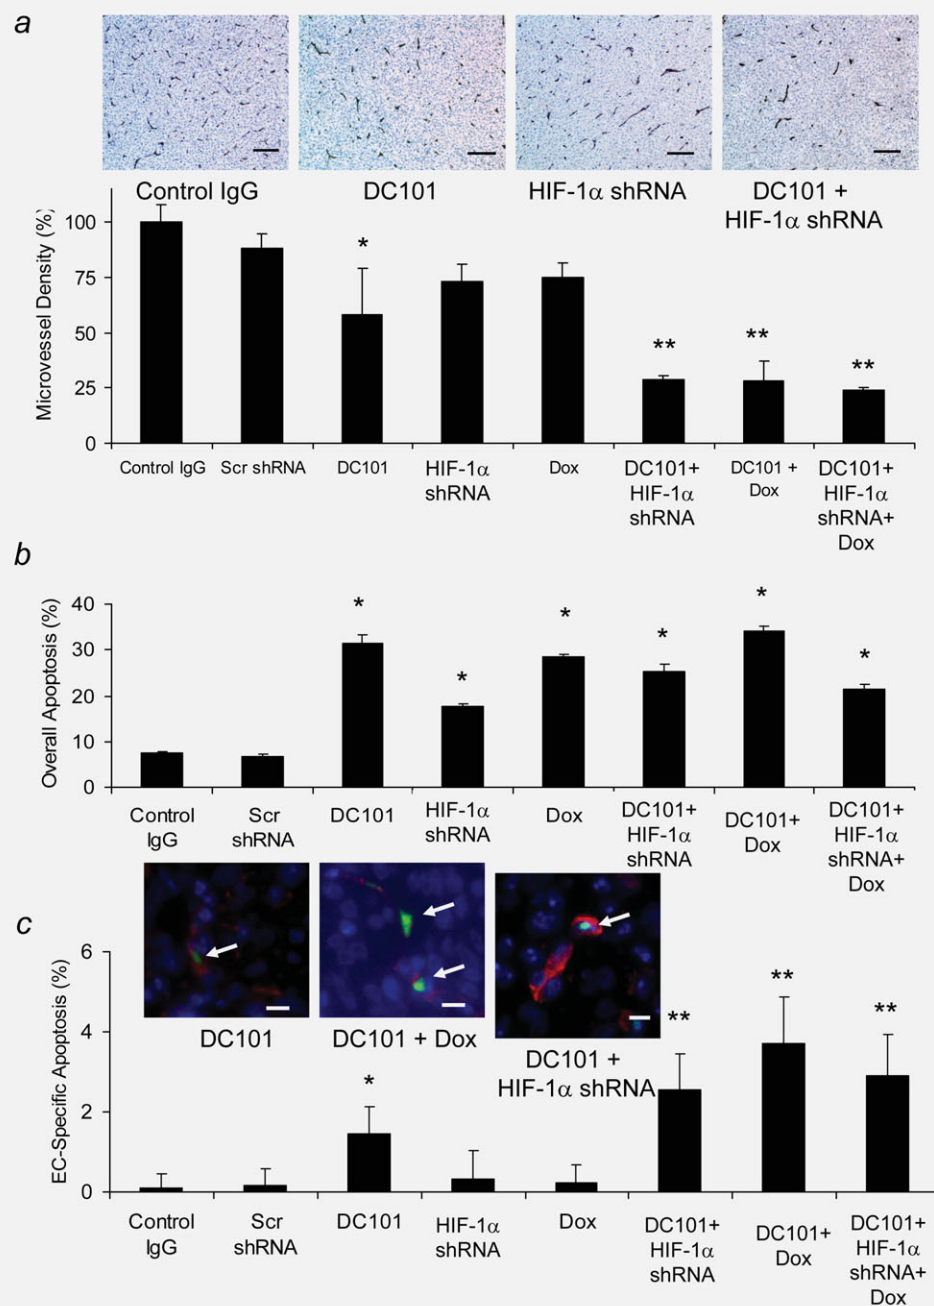 a
Control IgG
DC101
HIF-1α shRNA
DC101 +
HIF-1α shRNA
Microvessel Density (%)
100
75
50
25
0
*
**
**
**
Control IgG
Scr shRNA
DC101
HIF-1α
shRNA
Dox
DC101+
HIF-1α
shRNA
DC101 +
Dox
DC101+
HIF-1α
shRNA+
Dox
b
Overall Apoptosis (%)
40
30
20
10
0
*
*
*
*
*
*
Control
IgG
Scr
shRNA
DC101
HIF-1α
shRNA
Dox
DC101+
HIF-1α
shRNA
DC101+
Dox
DC101+
HIF-1α
shRNA+
Dox
c
DC101
DC101 + Dox
DC101 +
HIF-1α shRNA
EC-Specific Apoptosis (%)
6
4
2
0
*
**
**
**
Control
IgG
Scr
shRNA
DC101
HIF-1α
shRNA
Dox
DC101+
HIF-1α
shRNA
DC101+
Dox
DC101+
HIF-1α
shRNA+
Dox